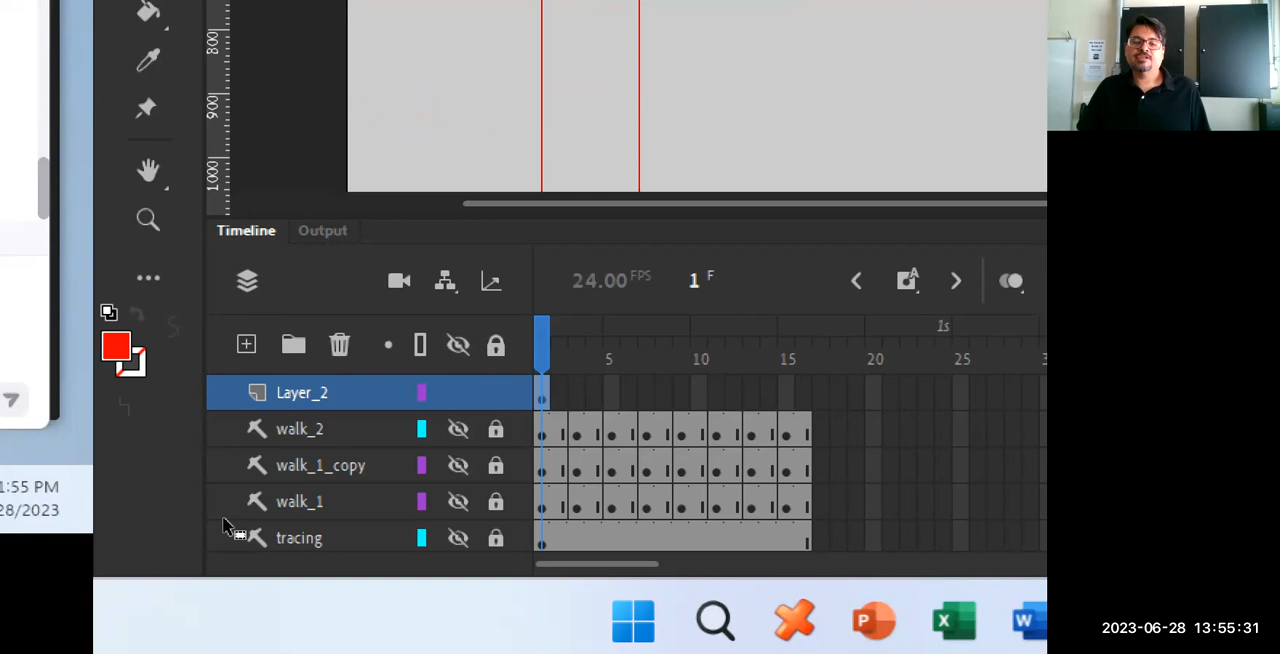 800
900
1000
Timeline
Output
24.00 FPS
1 F
1s
5
10
15
20
25
Layer_2
walk_2
walk_1_copy
walk_1
tracing
1:55 PM
28/2023
P
X
W
2023-06-28 13:55:31